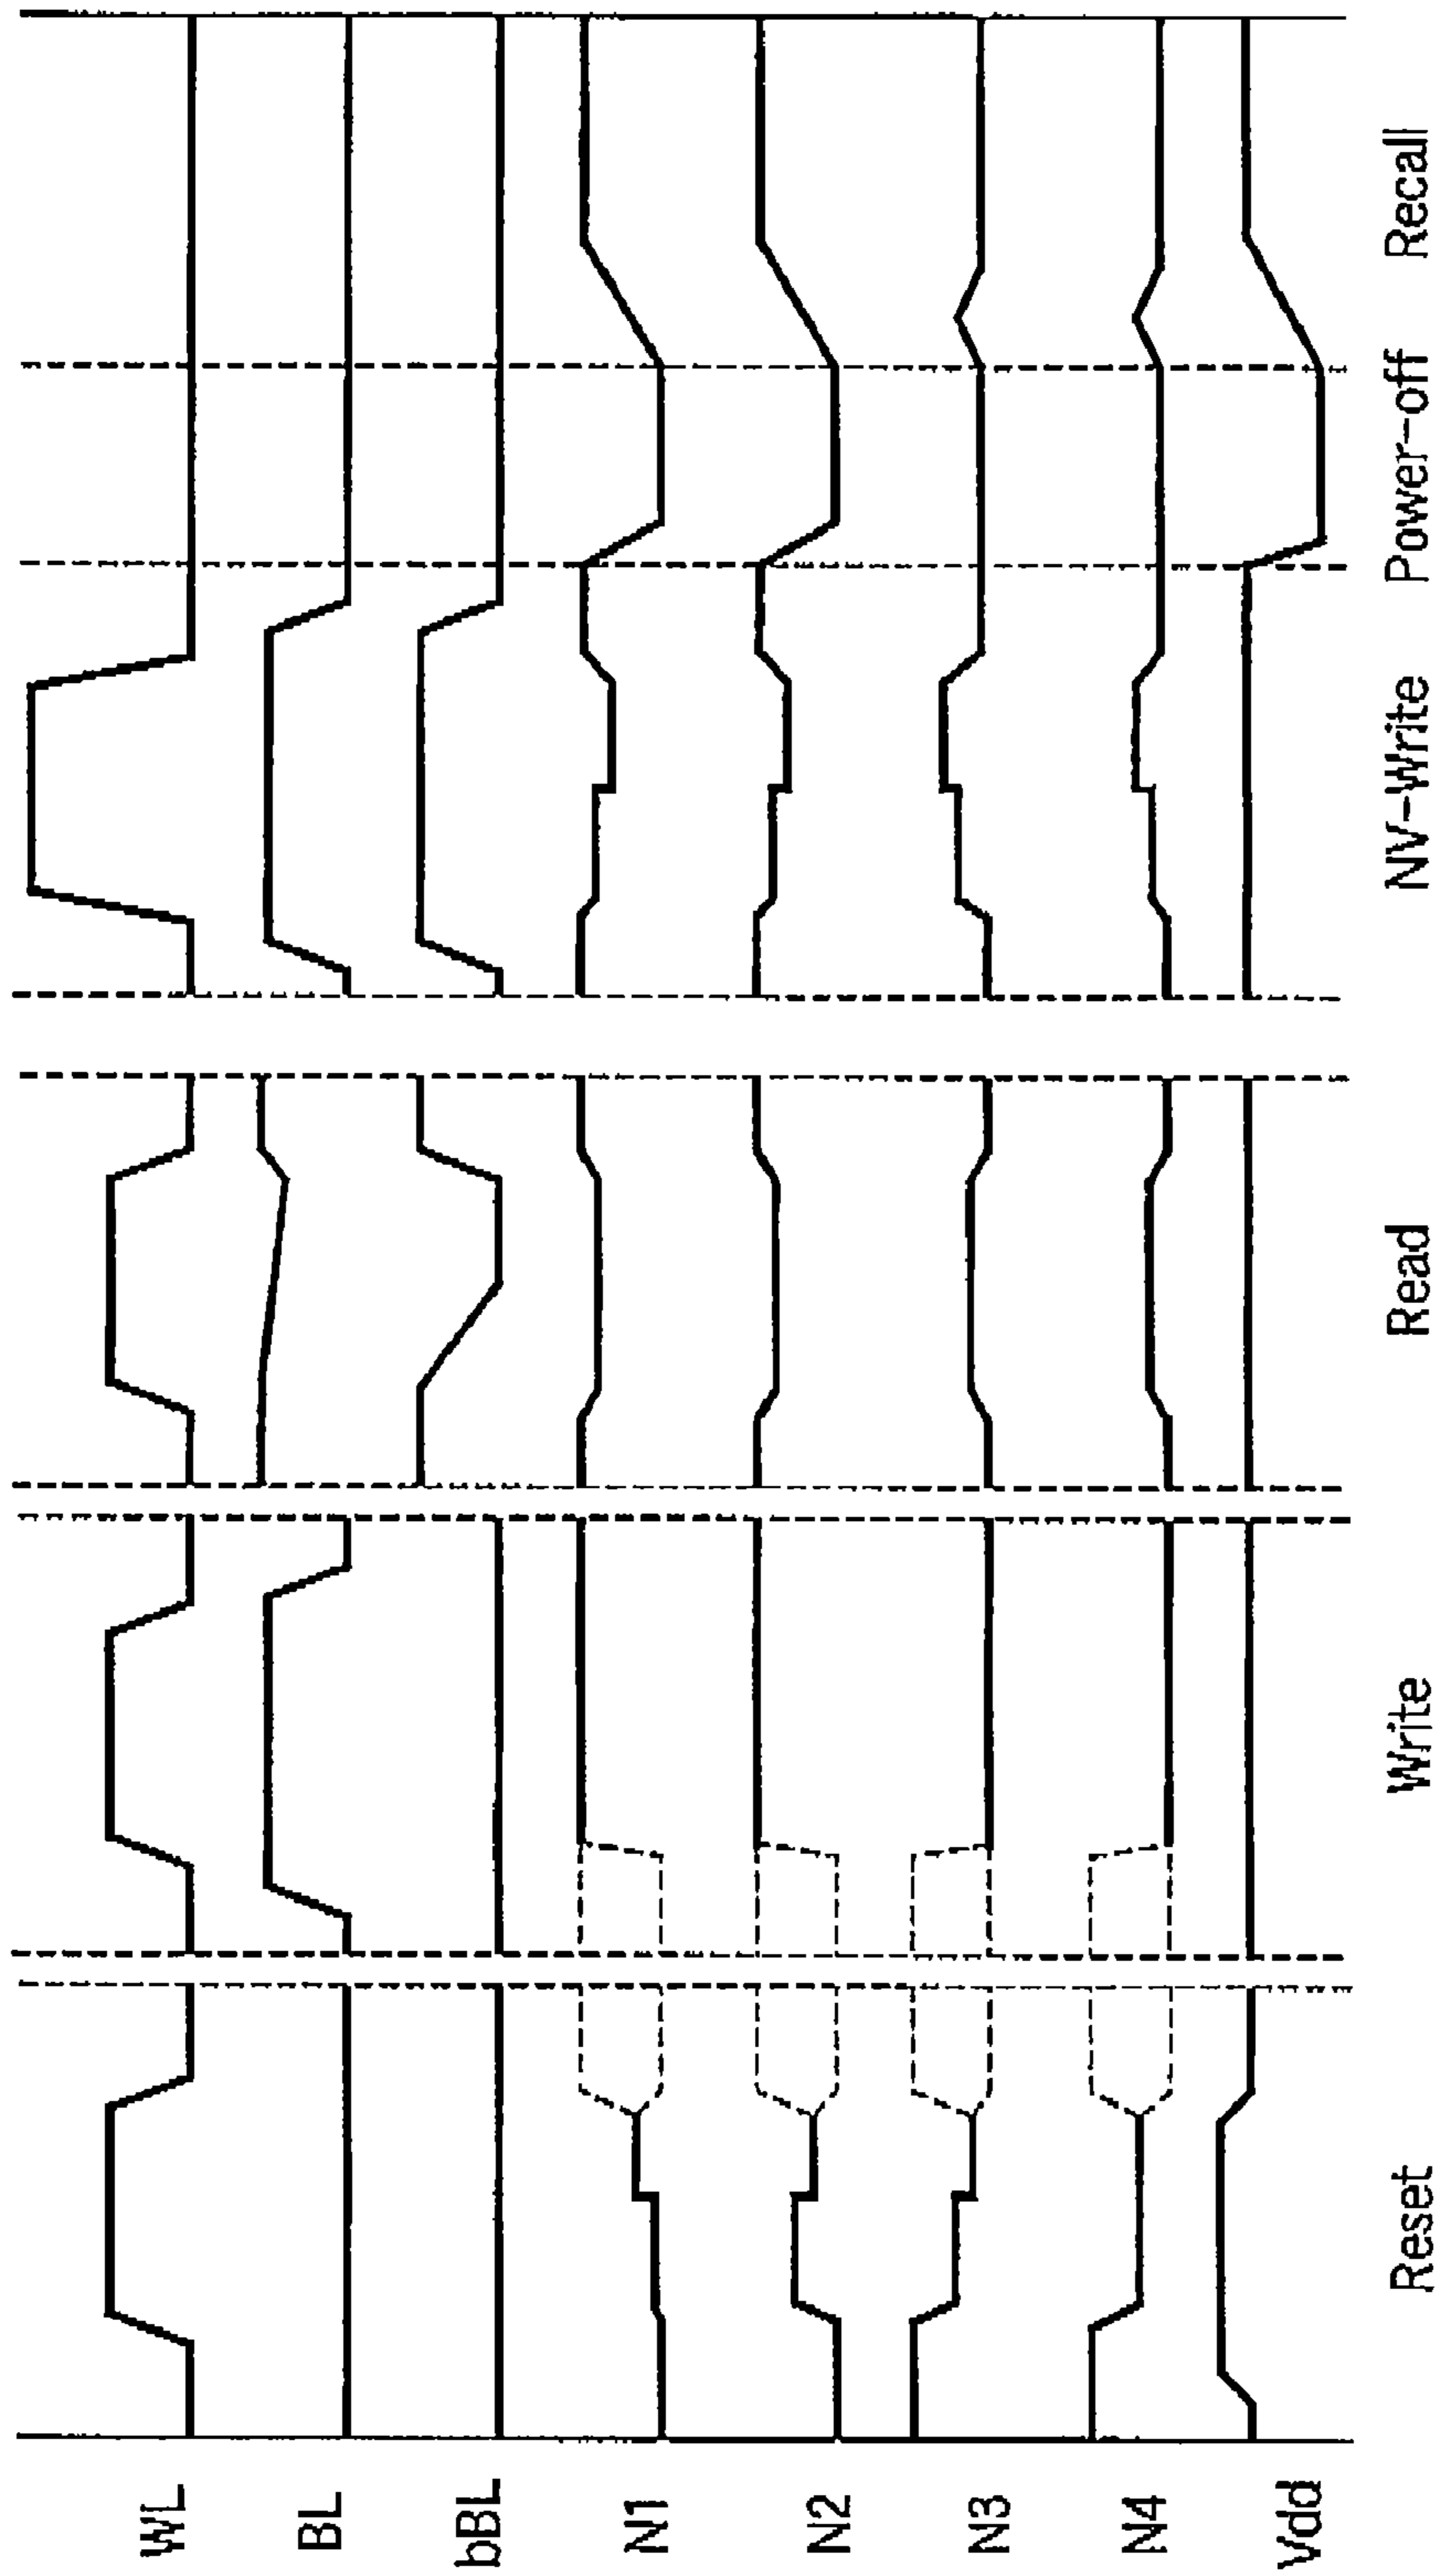 WL
BL
bBL
N1
N2
N3
N4
Vdd
Reset
Write
Read
NV-Write
Power-off
Recall